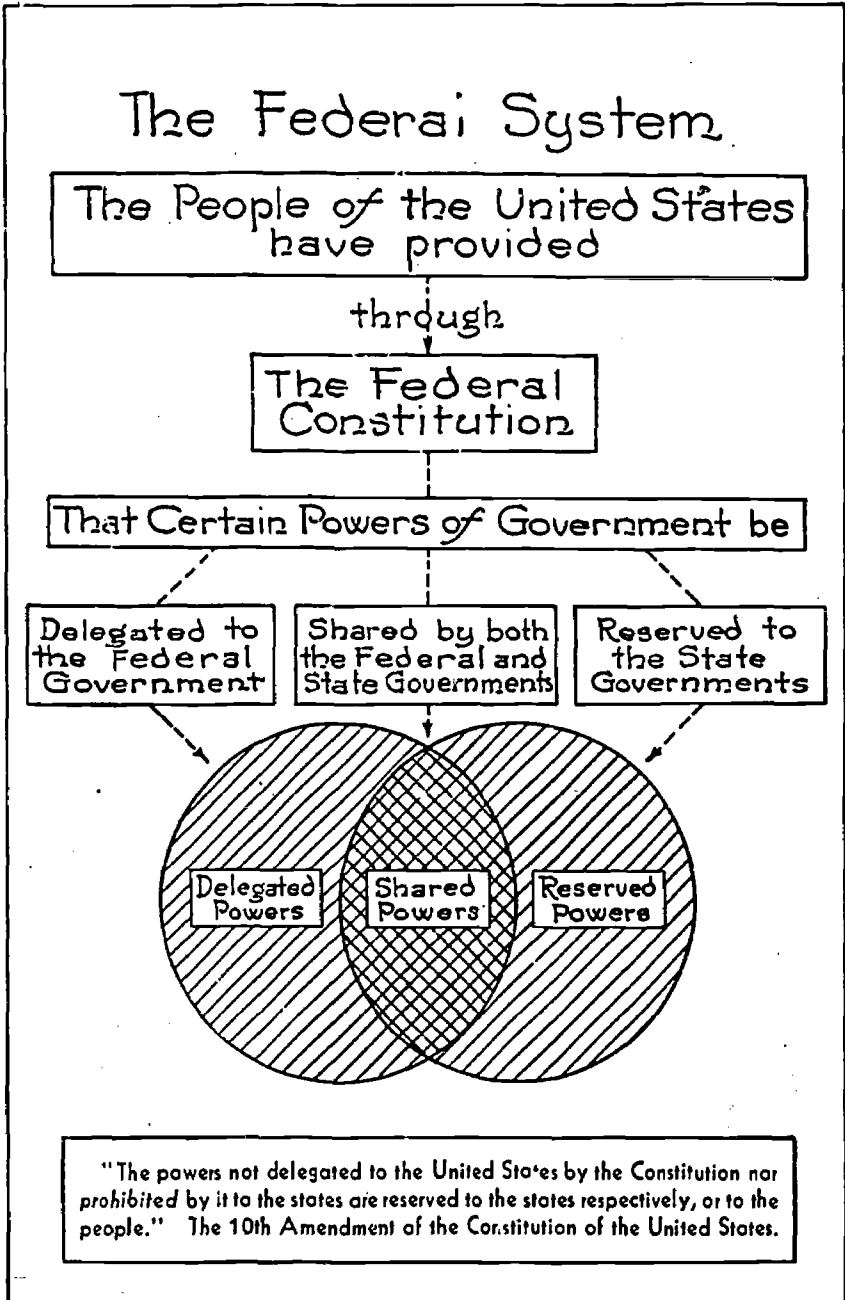 The Federal System
The People of the United States
have provided
through
The Federal
Constitution
That Certain Powers of Government be
Delegated to
the Federal
Government
Shared by both
the Federal and
State Governments
Reserved to
the State
Governments
Delegated
Powers
Shared
Powers
Reserved
Powers
"The powers not delegated to the United States by the Constitution nor
prohibited by it to the states are reserved to the states respectively, or to the
people." The 10th Amendment of the Constitution of the United States.